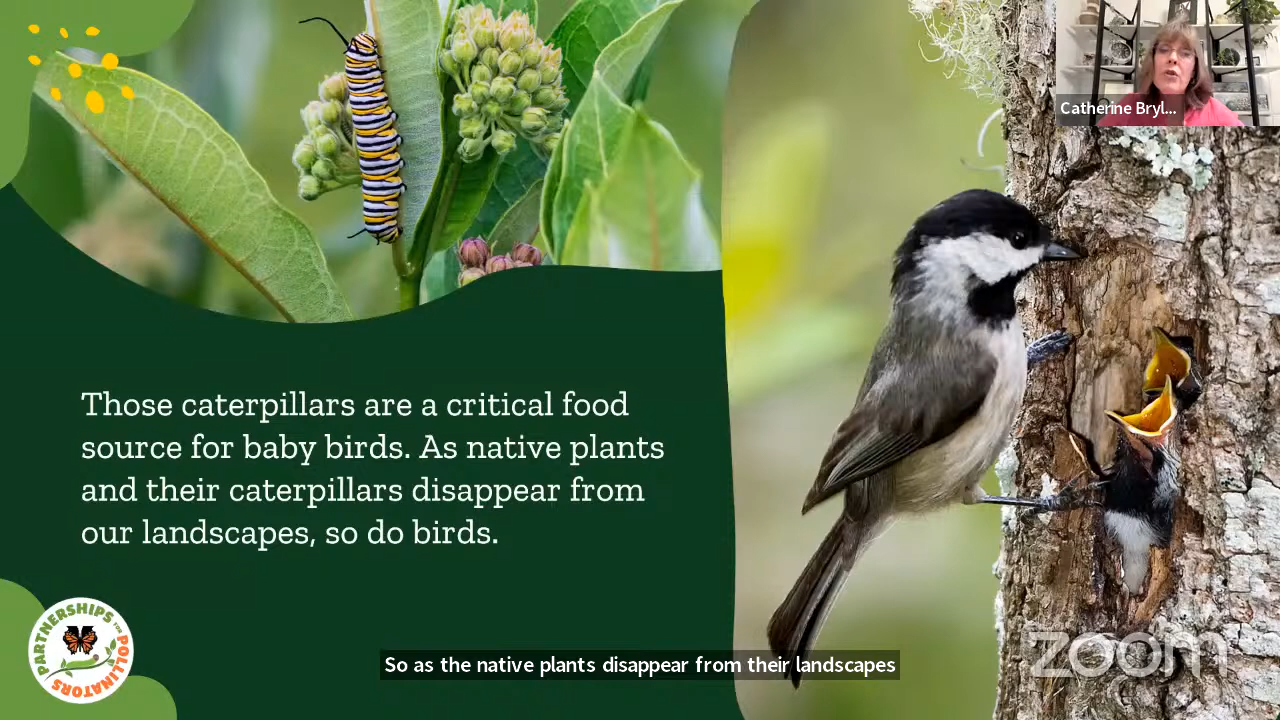 Catherine Bryl...
Those caterpillars are a critical food
source for baby birds. As native plants
and their caterpillars disappear from
our landscapes, so do birds.
PARTNERSHIPS FOR POLLINATORS
So as the native plants disappear from their landscapes
zoom